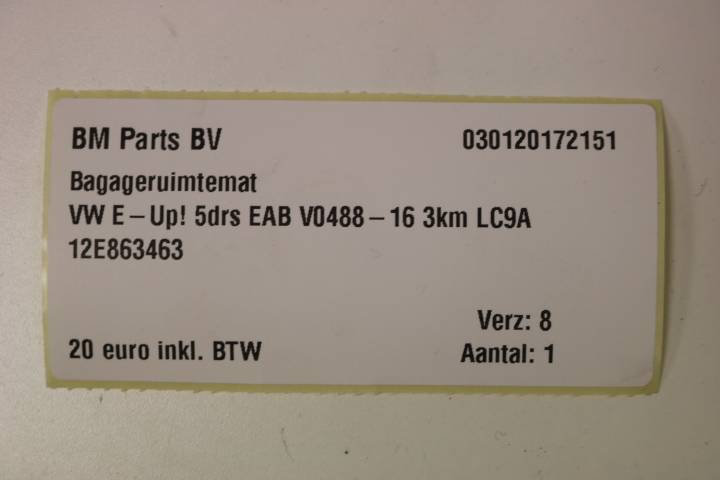 BM Parts BV 030120172151
Bagageruimtemat
VW E – Up! 5drs EAB V0488 – 16 3km LC9A
12E863463
Verz: 8
20 euro inkl. BTW Aantal: 1